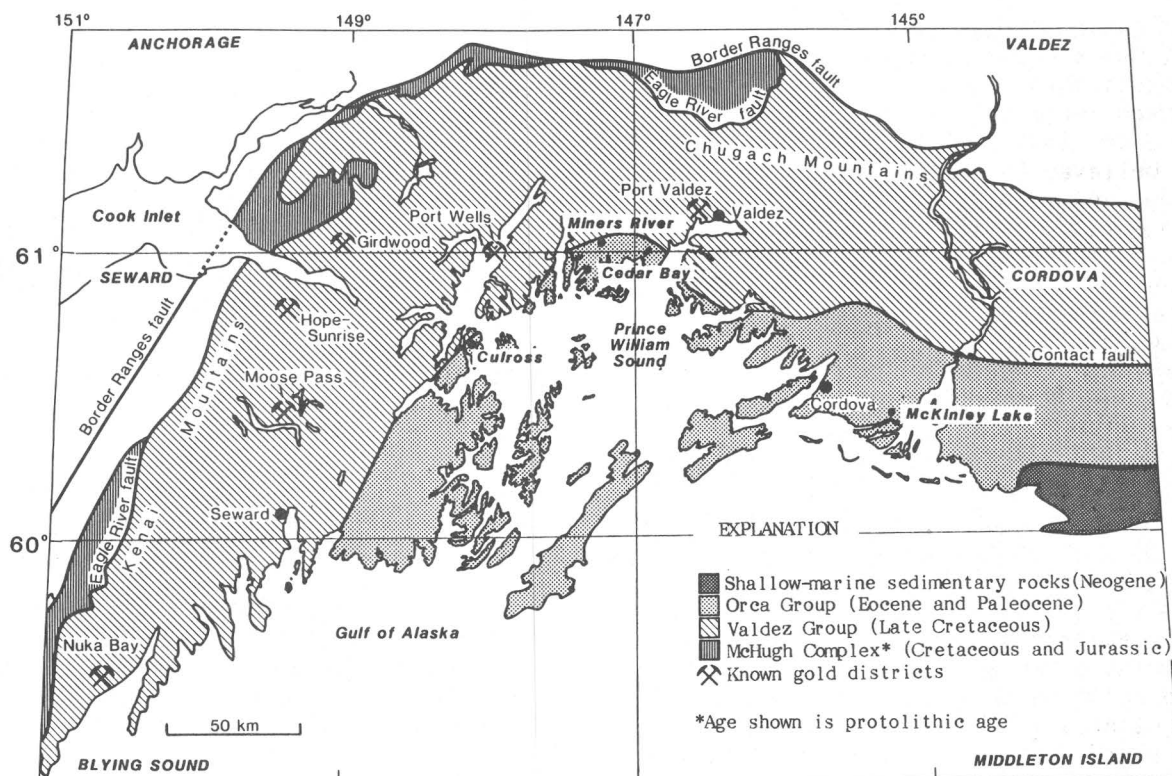 151°
149°
147°
145°
ANCHORAGE
VALDEZ
Border Ranges fault
Eagle River fault
Chugach Mountains
Port Valdez
Valdez
Cook Inlet
Port Wells
Miners River
Girdwood
61°
Cedar Bay
SEWARD
CORDOVA
Hope-
Sunrise
Prince
William
Sound
Culross
Contact fault
Border Ranges fault
Moose Pass
Cordova
McKinley Lake
Kenai Mountains
Eagle River fault
Seward
60°
EXPLANATION
Shallow-marine sedimentary rocks(Neogene)
Orca Group (Eocene and Paleocene)
Gulf of Alaska
Valdez Group (Late Cretaceous)
Nuka Bay
McHugh Complex* (Cretaceous and Jurassic)
Known gold districts
50 km
*Age shown is protolithic age
BLYING SOUND
MIDDLETON ISLAND